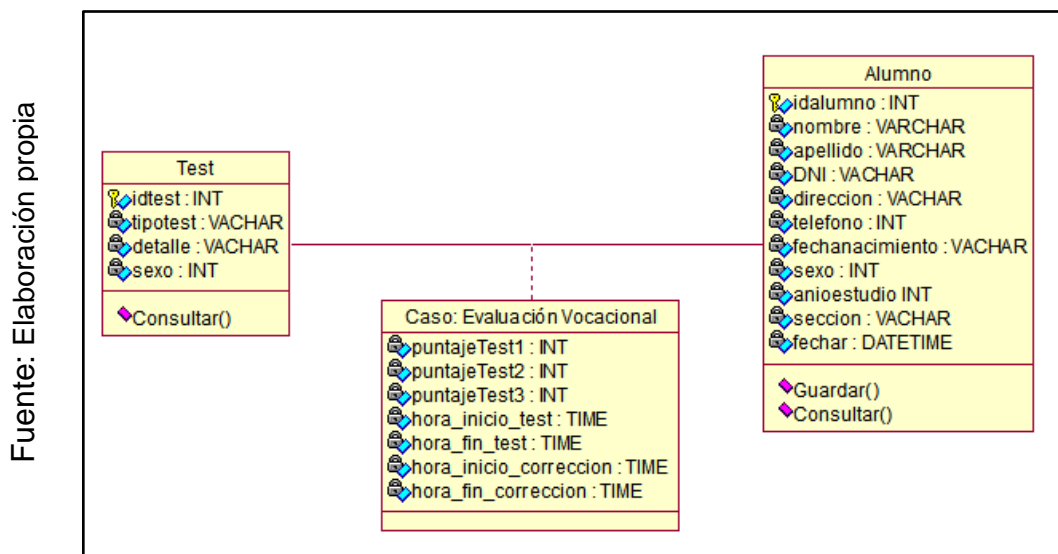 Fuente: Elaboración propia
Test
idtest : INT
tipotest : VACHAR
detalle : VACHAR
sexo : INT
Consultar()
Caso: Evaluación Vocacional
puntajeTest1 : INT
puntajeTest2 : INT
puntajeTest3 : INT
hora_inicio_test : TIME
hora_fin_test : TIME
hora_inicio_correccion : TIME
hora_fin_correccion : TIME
Alumno
idalumno : INT
nombre : VARCHAR
apellido : VARCHAR
DNI : VACHAR
direccion : VACHAR
telefono : INT
fechanacimiento : VACHAR
sexo : INT
anioestudio INT
seccion : VACHAR
fechar : DATETIME
Guardar()
Consultar()